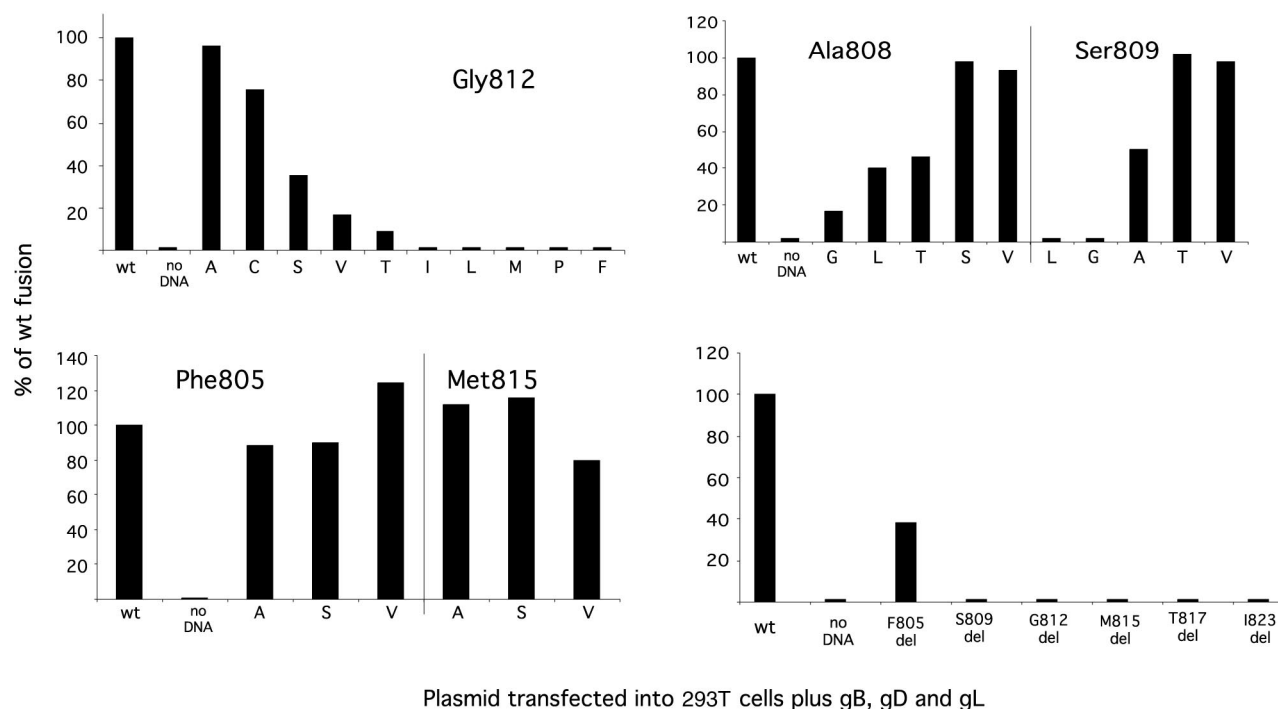 % of wt fusion
Gly812
100
80
60
40
20
wt
no
DNA
A C S V T I L M P F
Ala808
Ser809
120
100
80
60
40
20
wt
no
DNA
G L T S V L G A T V
Phe805
Met815
140
120
100
80
60
40
20
wt
no
DNA
A S V A S V
120
100
80
60
40
20
wt
no
DNA
F805
del
S809
del
G812
del
M815
del
T817
del
I823
del
Plasmid transfected into 293T cells plus gB, gD and gL